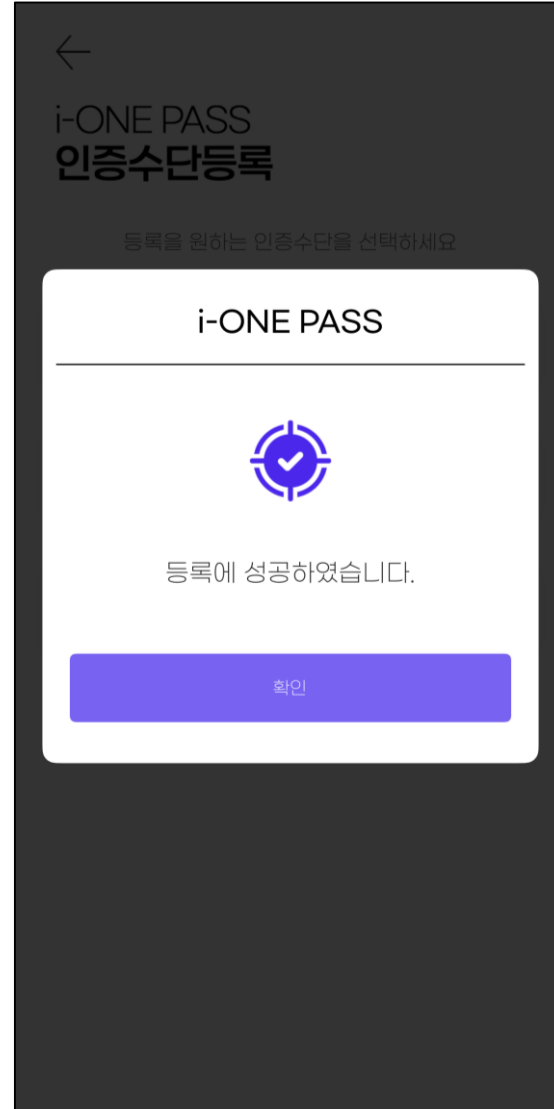 i-ONE PASS
인증수단등록
등록을 원하는 인증수단을 선택하세요
i-ONE PASS
등록에 성공하였습니다.
확인